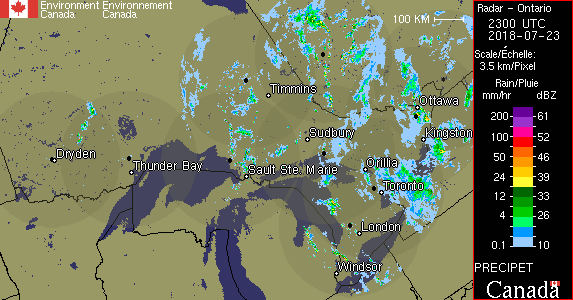 Environment Environnement
Canada Canada
100 KM
Timmins
Ottawa
Kingston
Sudbury
Dryden
Thunder Bay
Sault Ste. Marie
Orillia
Toronto
London
Windsor
Radar - Ontario
2300 UTC
2018-07-23
Scale/Échelle:
3.5 km/Pixel
Rain/Pluie
mm/hr dBZ
200 61
100 52
50 46
24 39
12 33
4 26
0.1 10
PRECIPET
Canada